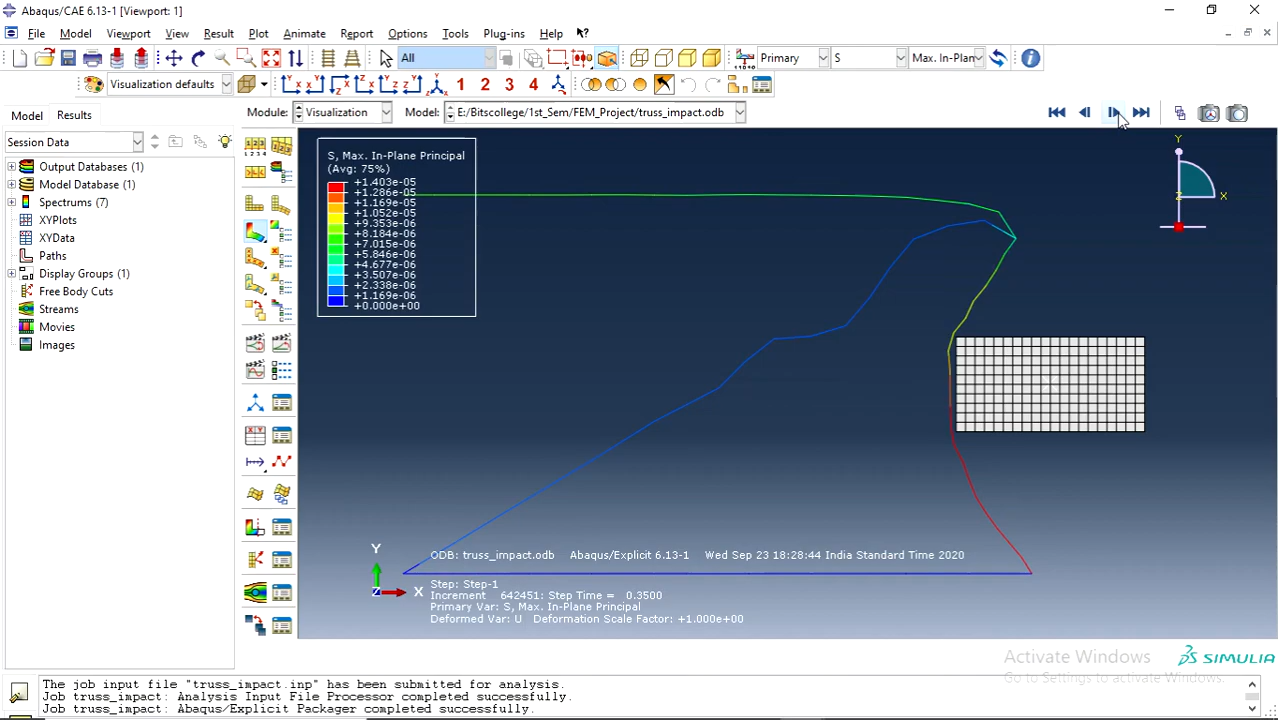 Abaqus/CAE 6.13-1 [Viewport: 1]
File Model Viewport View Result Plot Animate Report Options Tools Plug-ins Help
All Primary S Max. In-Plan
Visualization defaults 1 2 3 4
Model Results Module: Visualization Model: E:/Bitscollege/1st_Sem/FEM_Project/truss_impact.odb
Session Data
Output Databases (1)
Model Database (1)
Spectrums (7)
XYPlots
XYData
Paths
Display Groups (1)
Free Body Cuts
Streams
Movies
Images
S, Max. In-Plane Principal
(Avg: 75%)
+1.403e-05
+1.286e-05
+1.169e-05
+1.052e-05
+9.353e-06
+8.184e-06
+7.015e-06
+5.846e-06
+4.677e-06
+3.507e-06
+2.338e-06
+1.169e-06
+0.000e+00
Y
Z X
Y
Z X
ODB: truss_impact.odb Abaqus/Explicit 6.13-1 Wed Sep 23 18:28:44 India Standard Time 2020
Step: Step-1
Increment 642451: Step Time = 0.3500
Primary Var: S, Max. In-Plane Principal
Deformed Var: U Deformation Scale Factor: +1.000e+00
Activate Windows
Go to Settings to activate Windows.
SIMULIA
The job input file "truss_impact.inp" has been submitted for analysis.
Job truss_impact: Analysis Input File Processor completed successfully.
Job truss_impact: Abaqus/Explicit Packager completed successfully.